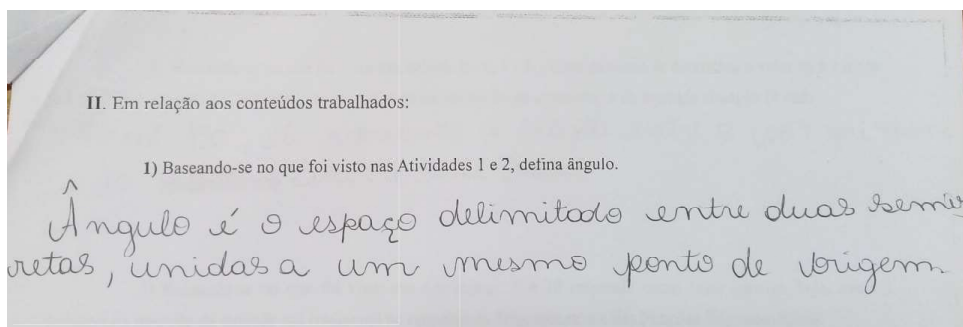 II. Em relação aos conteúdos trabalhados:
1) Baseando-se no que foi visto nas Atividades 1 e 2, defina ângulo.
Ângulo é o espaço delimitado entre duas semir
retas, unidas a um mesmo ponto de origem